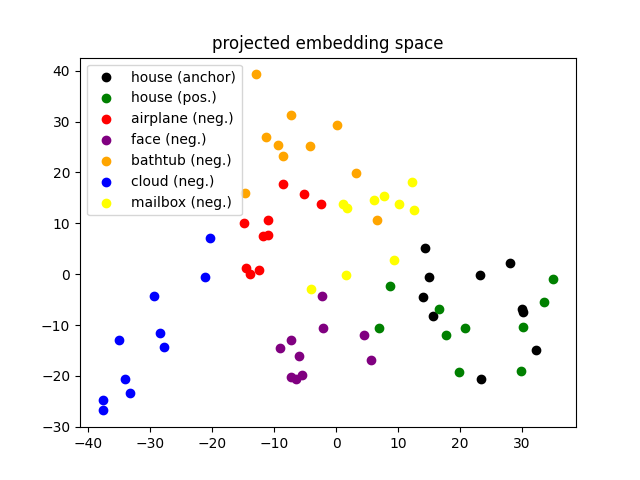 projected embedding space
house (anchor)
house (pos.)
airplane (neg.)
face (neg.)
bathtub (neg.)
cloud (neg.)
mailbox (neg.)
40
30
20
10
0
−10
−20
−30
−40 −30 −20 −10 0 10 20 30